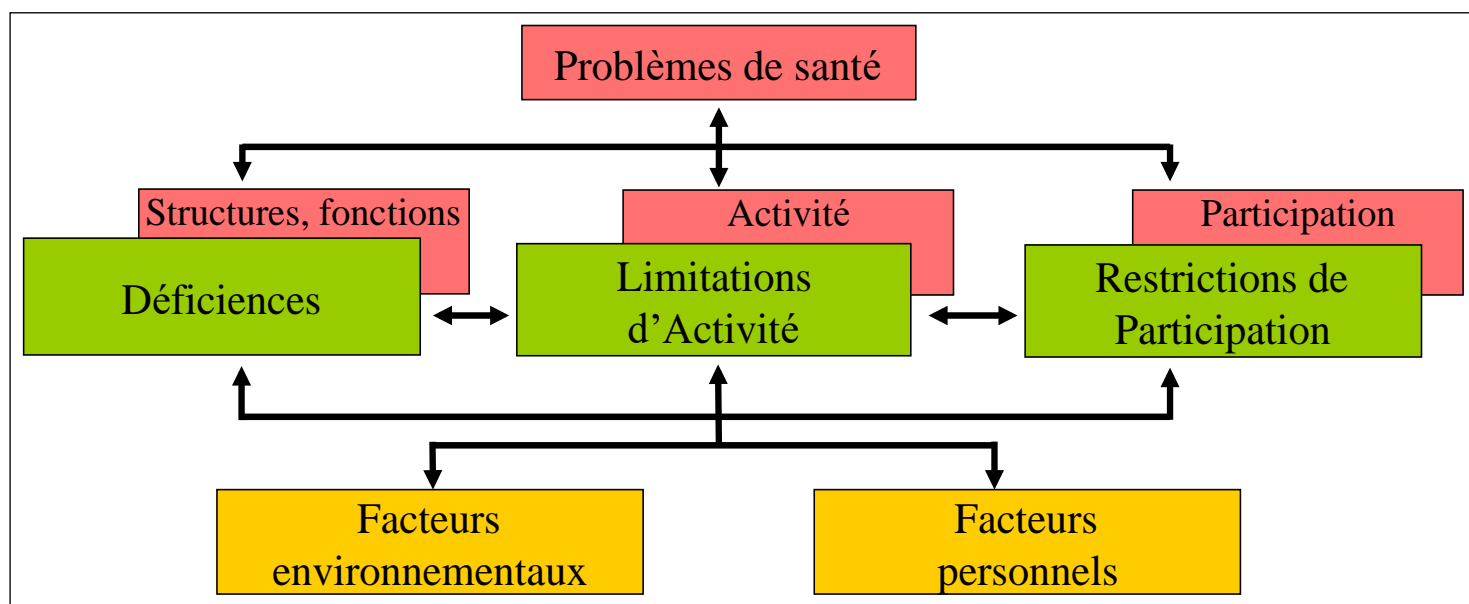 Problèmes de santé
Structures, fonctions
Activité
Participation
Déficiences
Limitations
d’Activité
Restrictions de
Participation
Facteurs
environnementaux
Facteurs
personnels